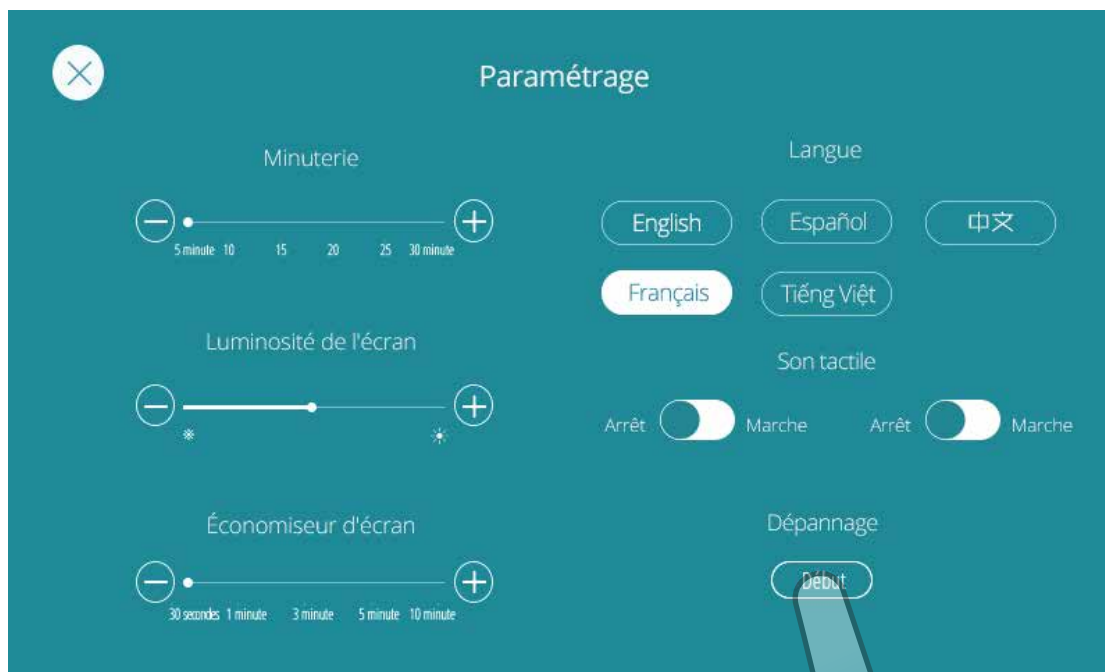 Paramétrage
Minuterie
5 minute 10 15 20 25 30 minute
Luminosité de l'écran
Économiseur d'écran
30 secondes 1 minute 3 minute 5 minute 10 minute
Langue
English Español 中文
Français Tiếng Việt
Son tactile
Arrêt Marche Arrêt Marche
Dépannage
Début